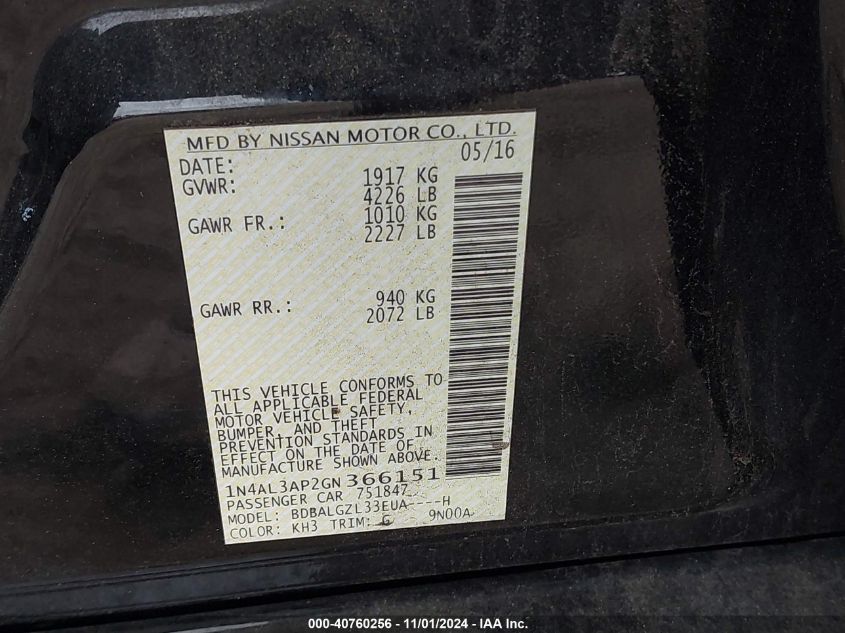 MFD BY NISSAN MOTOR CO., LTD.
DATE: 05/16
GVWR: 1917 KG
4226 LB
GAWR FR.: 1010 KG
2227 LB
GAWR RR.: 940 KG
2072 LB
THIS VEHICLE CONFORMS TO
ALL APPLICABLE FEDERAL
MOTOR VEHICLE SAFETY,
BUMPER, AND THEFT
PREVENTION STANDARDS IN
EFFECT ON THE DATE OF
MANUFACTURE SHOWN ABOVE.
1N4AL3AP2GN366151
PASSENGER CAR 751847
MODEL: BDBALGZL33EUA----H
COLOR: KH3 TRIM: G 9N00A
000-40760256 - 11/01/2024 - IAA Inc.